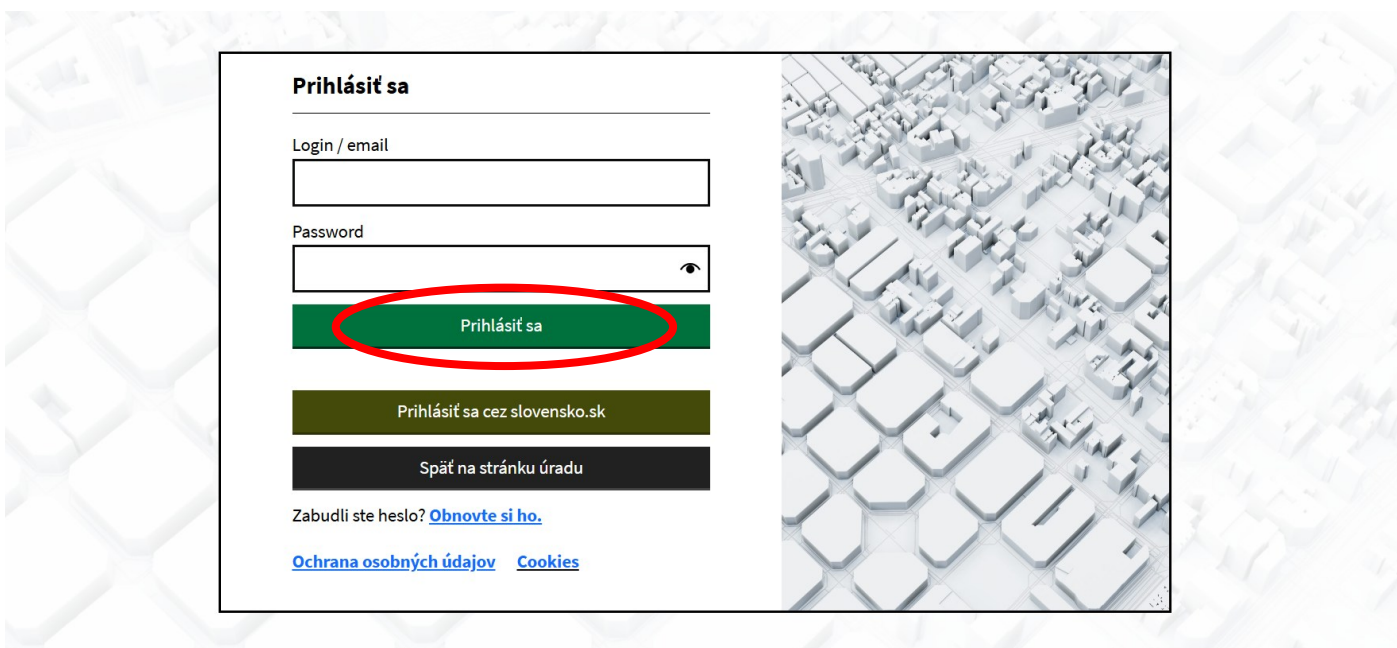 Prihlásiť sa
Login / email
Password
Prihlásiť sa
Prihlásiť sa cez slovensko.sk
Späť na stránku úradu
Zabudli ste heslo? Obnovte si ho.
Ochrana osobných údajov Cookies